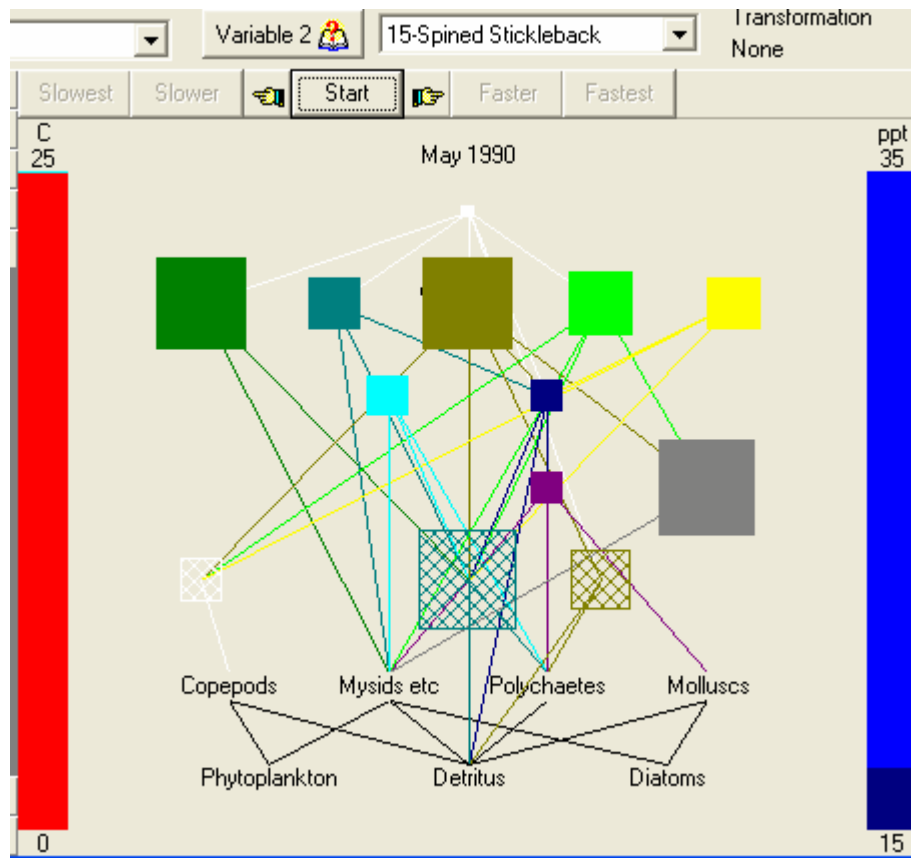 Variable 2
15-Spined Stickleback
Transformation
None
Slowest
Slower
Start
Faster
Fastest
C
25
May 1990
ppt
35
Copepods
Mysids etc
Polychaetes
Molluscs
Phytoplankton
Detritus
Diatoms
0
15